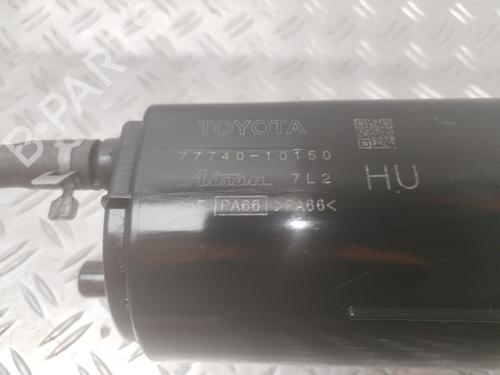 TOYOTA
77740-10150
Aisan 7L2
HU
PA66 >PA66<
B-PARTS